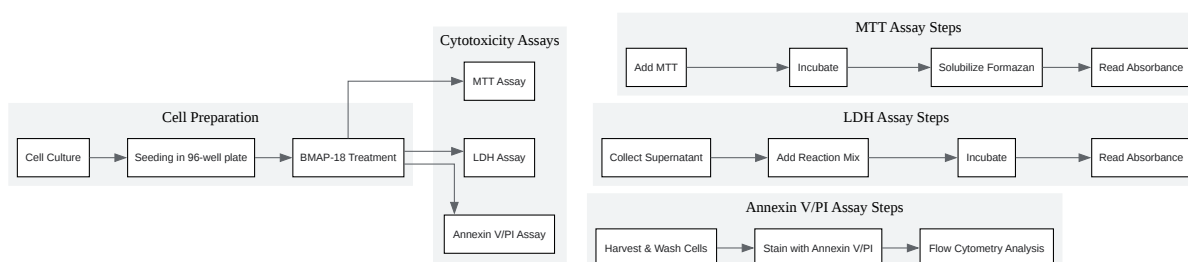 Cell Preparation
Cell Culture
Seeding in 96-well plate
BMAP-18 Treatment
Cytotoxicity Assays
MTT Assay
LDH Assay
Annexin V/PI Assay
MTT Assay Steps
Add MTT
Incubate
Solubilize Formazan
Read Absorbance
LDH Assay Steps
Collect Supernatant
Add Reaction Mix
Incubate
Read Absorbance
Annexin V/PI Assay Steps
Harvest & Wash Cells
Stain with Annexin V/PI
Flow Cytometry Analysis